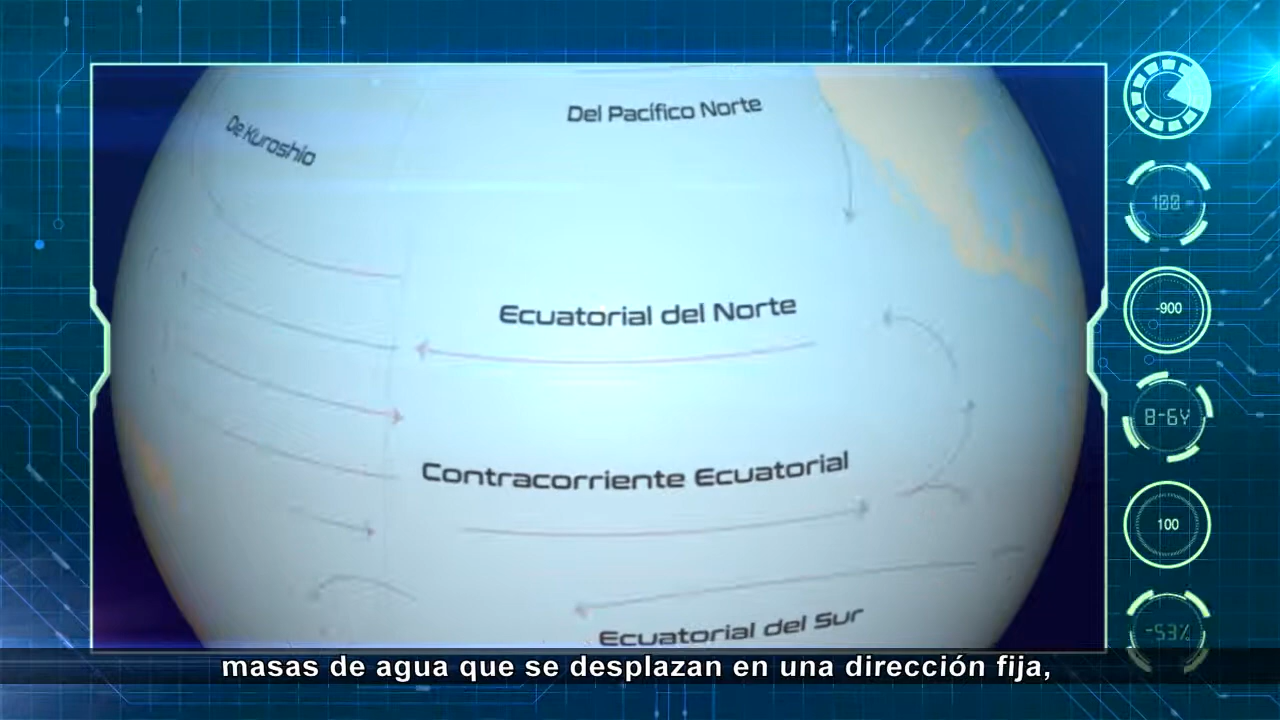 Del Pacífico Norte
De Kuroshio
100
Ecuatorial del Norte
-900
8-6Y
Contracorriente Ecuatorial
100
Ecuatorial del Sur
-53%
masas de agua que se desplazan en una dirección fija,